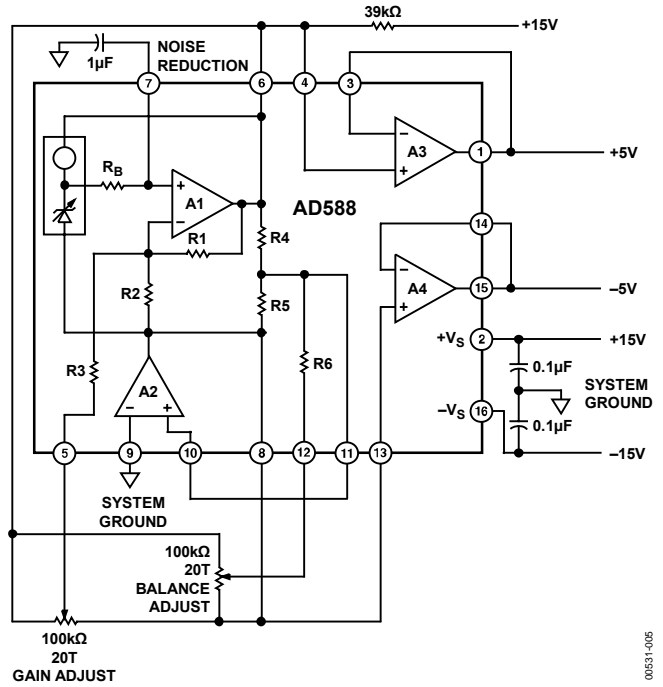 39kΩ
+15V
1µF
NOISE
REDUCTION
7
6
4
3
RB
A1
R1
AD588
R4
A3
1
+5V
14
R2
R5
A4
15
–5V
R3
R6
+VS
2
+15V
A2
0.1µF
SYSTEM
GROUND
–VS
16
0.1µF
–15V
5
9
10
8
12
11
13
SYSTEM
GROUND
100kΩ
20T
BALANCE
ADJUST
100kΩ
20T
GAIN ADJUST
00531-005
+
–
–
+
–
+
–
+